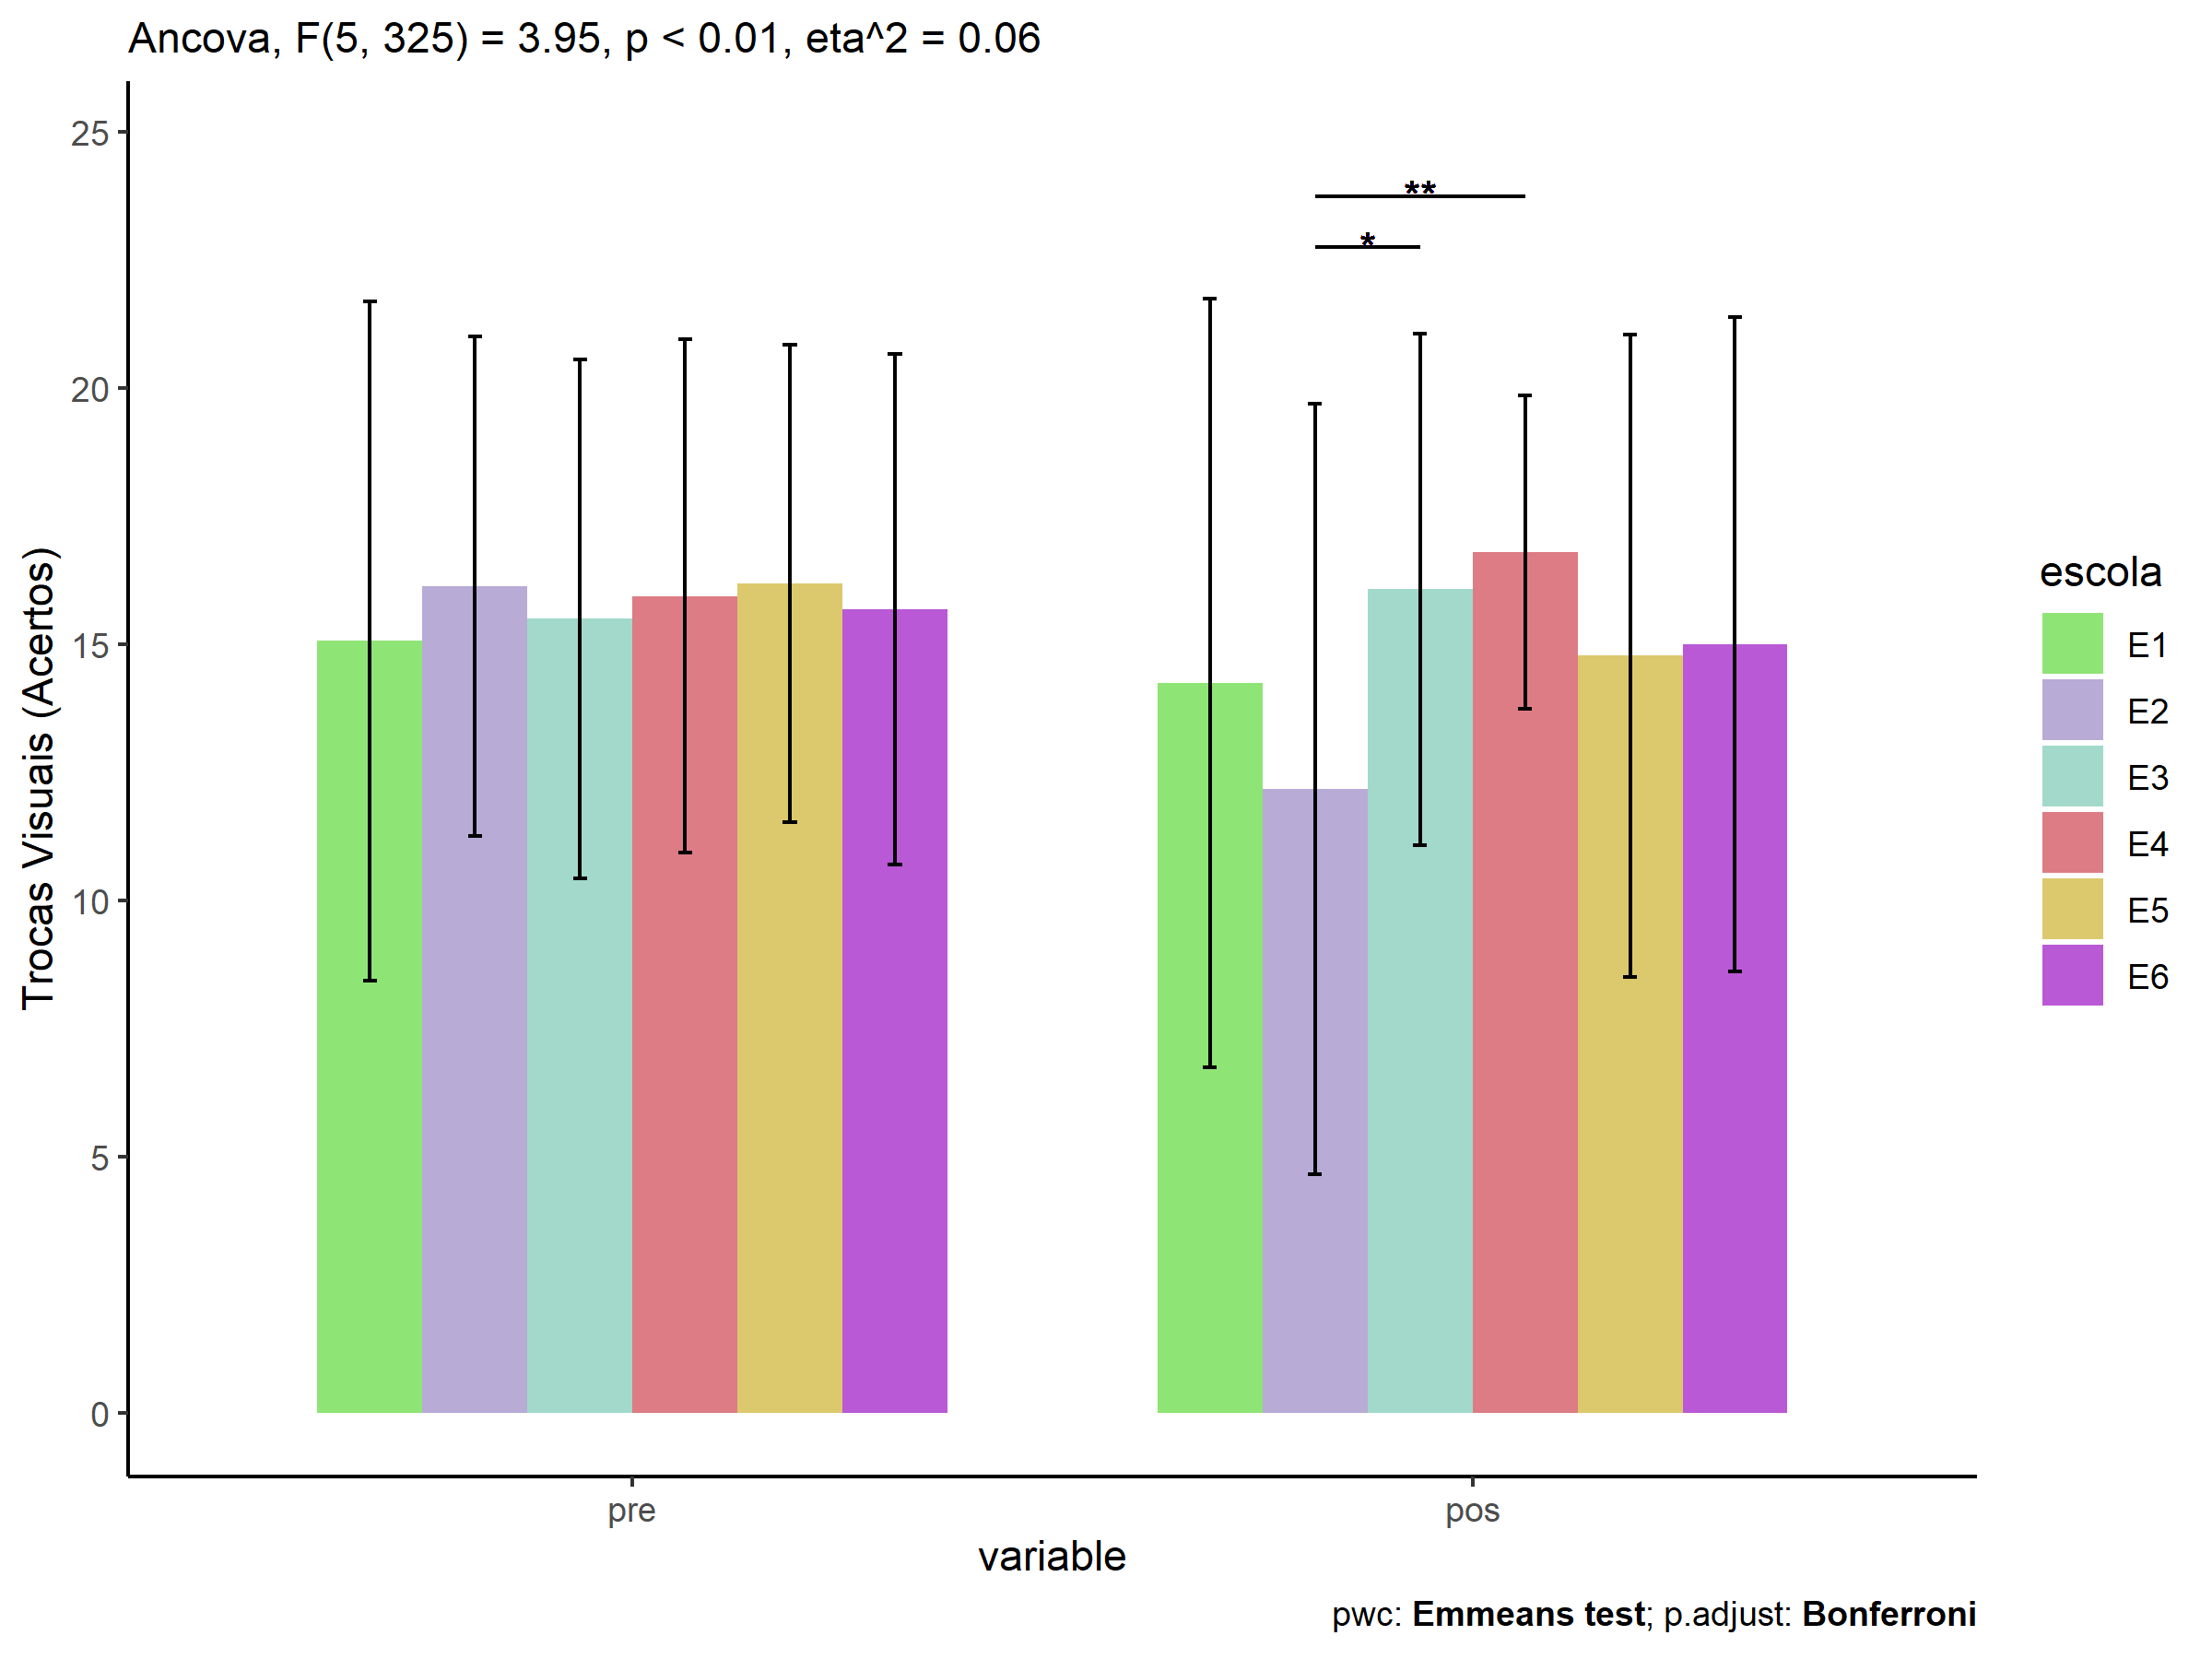 Ancova, F(5, 325) = 3.95, p < 0.01, eta^2 = 0.06
Trocas Visuais (Acertos)
25
20
15
10
5
0
**
*
pre
pos
variable
escola
E1
E2
E3
E4
E5
E6
pwc: Emmeans test; p.adjust: Bonferroni